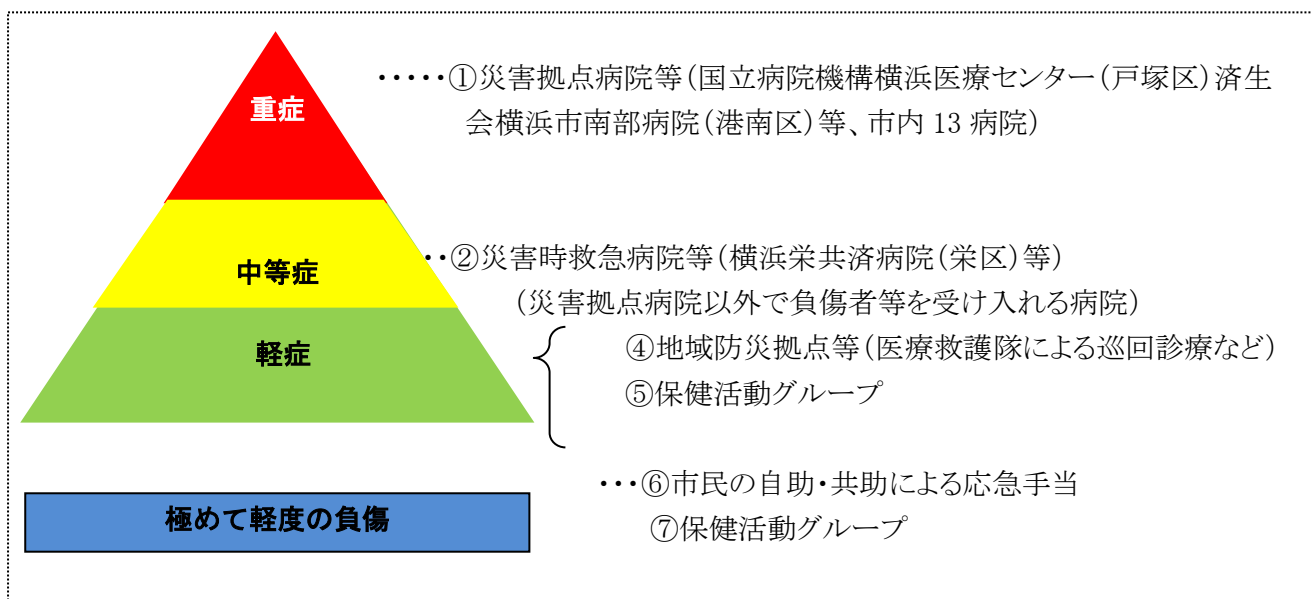 重症
・・・・・①災害拠点病院等(国立病院機構横浜医療センター(戸塚区)済生
会横浜市南部病院(港南区)等、市内 13 病院)
中等症
・・②災害時救急病院等(横浜栄共済病院(栄区)等)
(災害拠点病院以外で負傷者等を受け入れる病院)
軽症
④地域防災拠点等(医療救護隊による巡回診療など)
⑤保健活動グループ
極めて軽度の負傷
・・・⑥市民の自助・共助による応急手当
⑦保健活動グループ